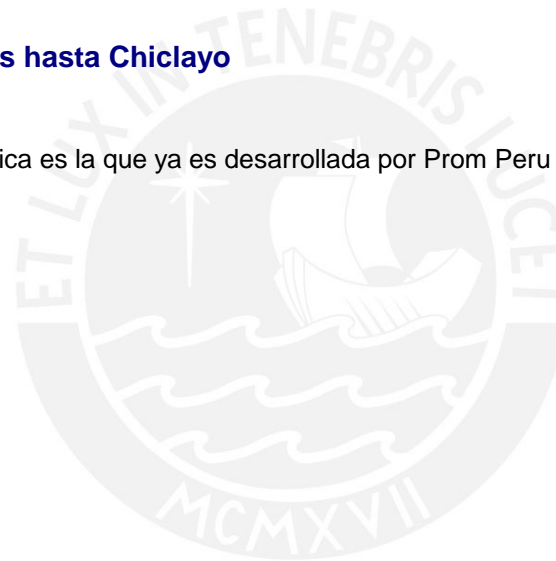 s hasta Chiclayo
ica es la que ya es desarrollada por Prom Peru
ET LUX IN TENEBRIS LUCET
MCMXVII